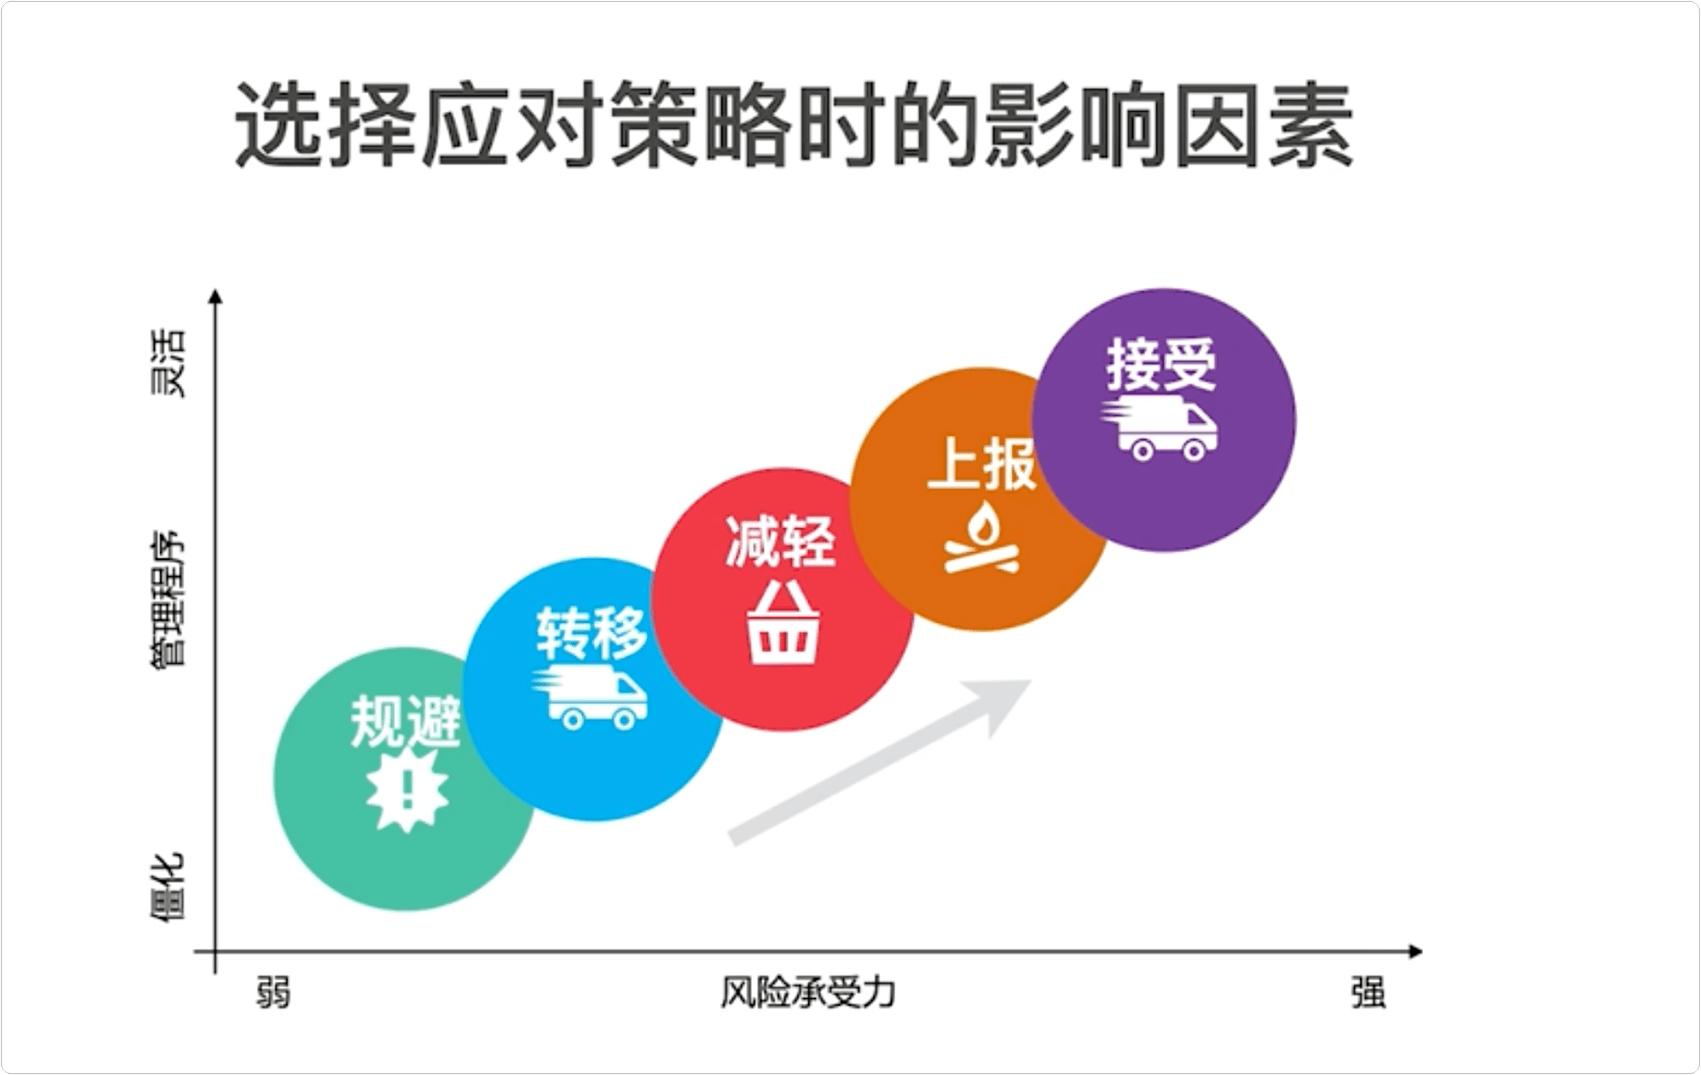 选择应对策略时的影响因素
灵活
管理程序
僵化
接受
上报
减轻
转移
规避
弱
风险承受力
强